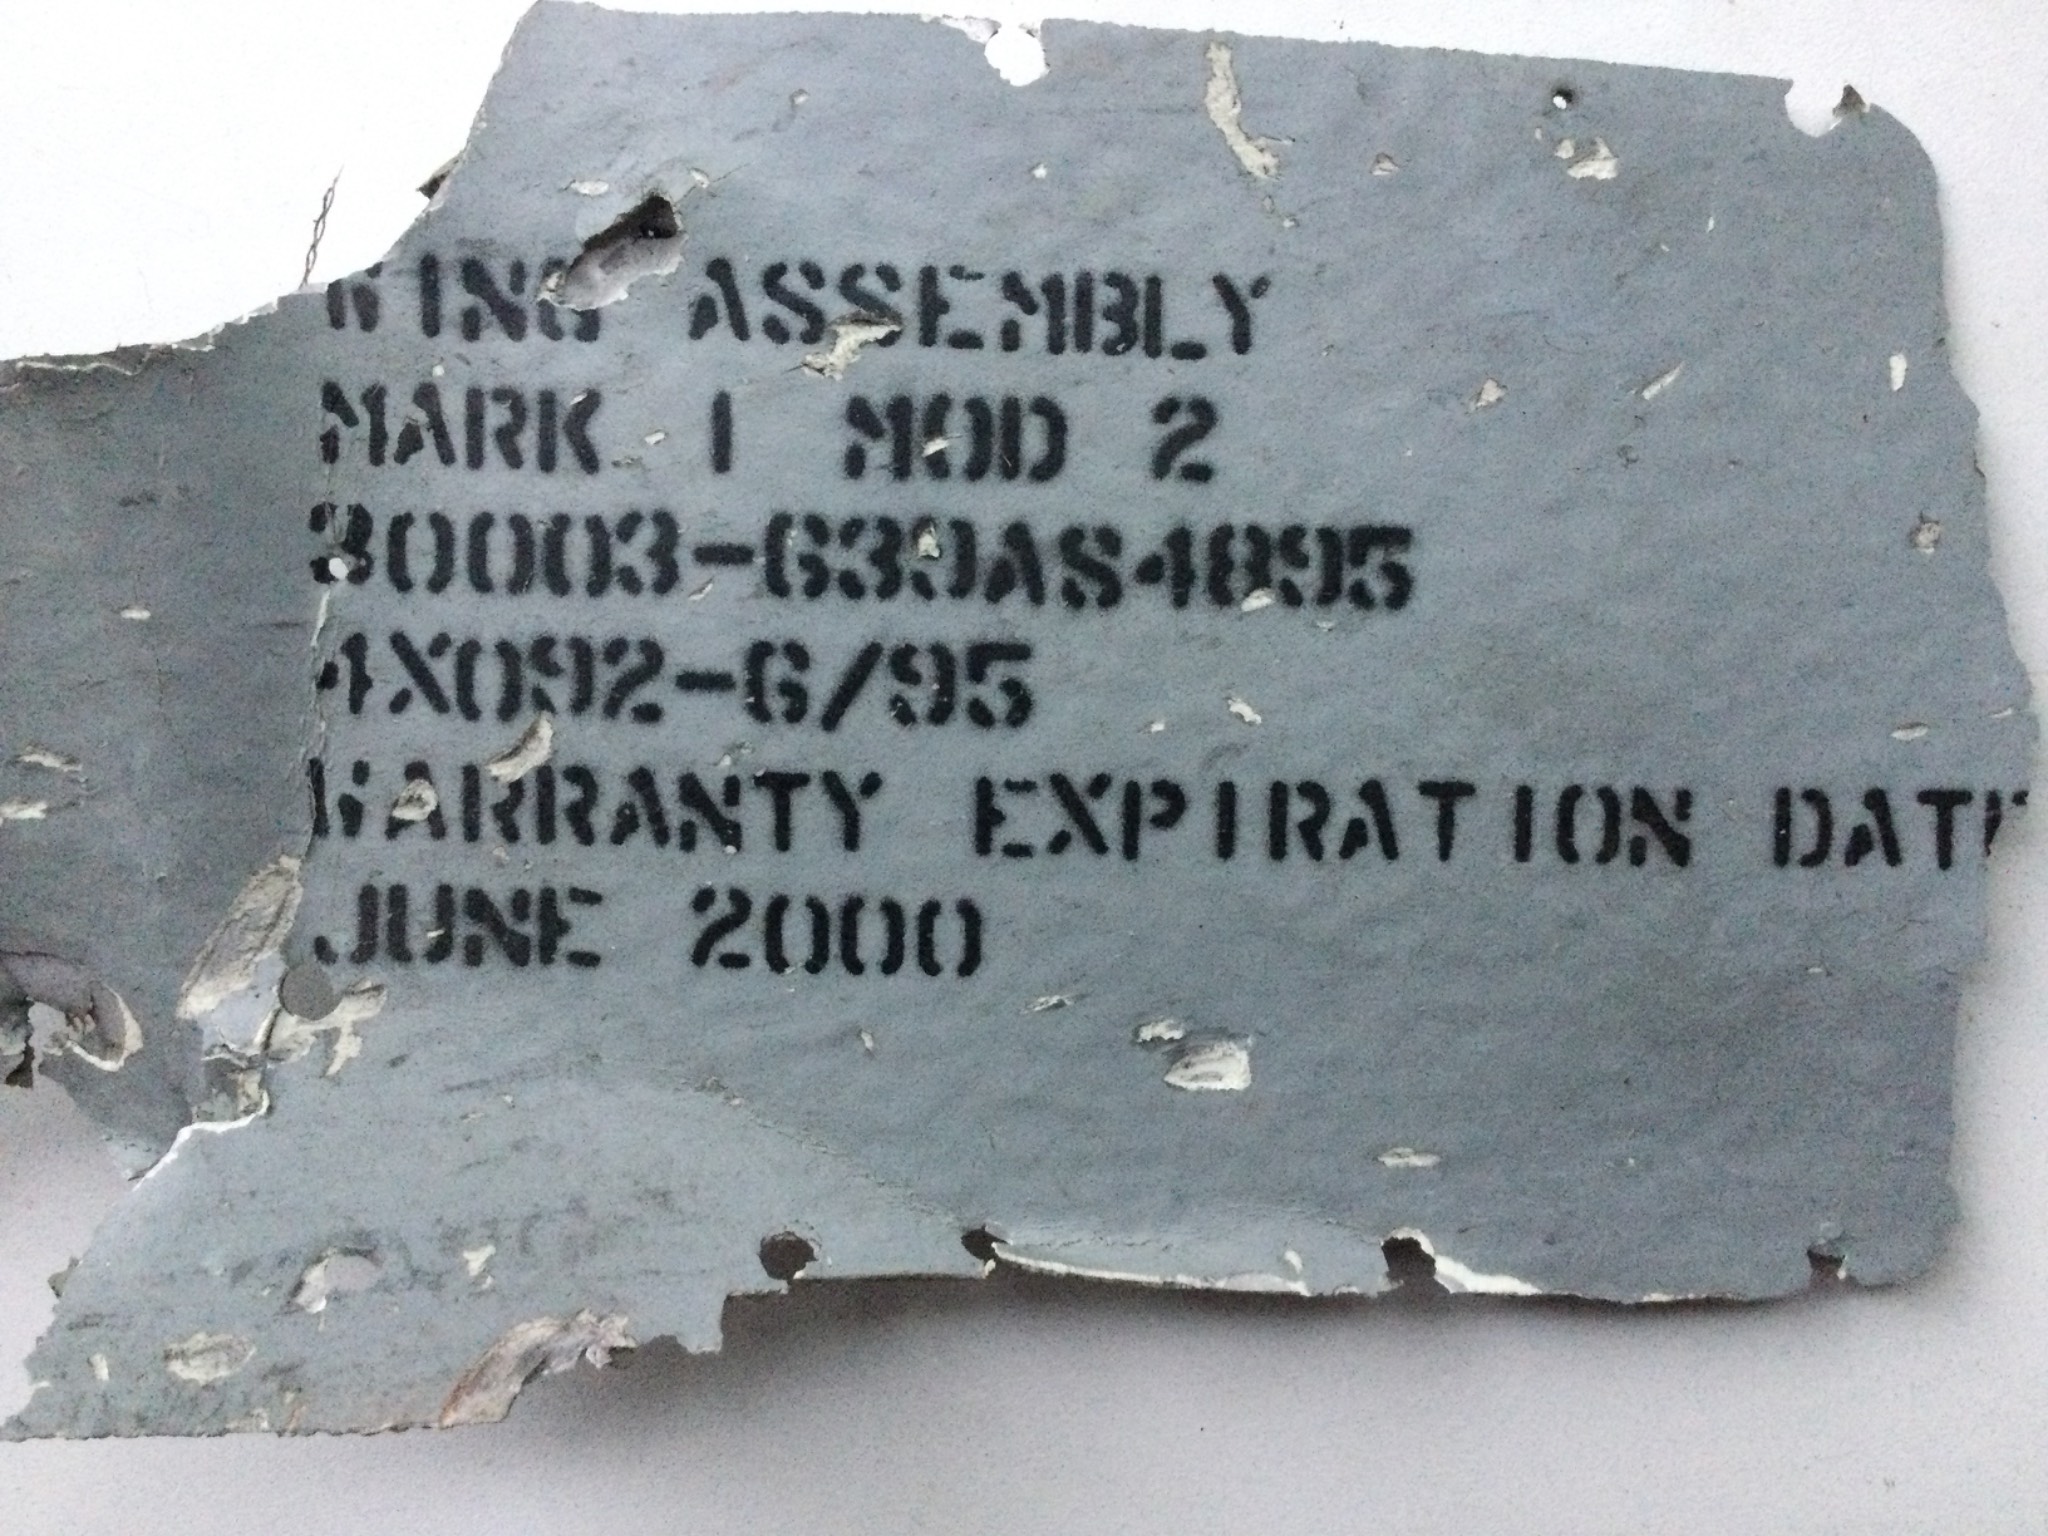 WING ASSEMBLY
MARK 1 MOD 2
30003-639AS4895
4X092-6/95
WARRANTY EXPIRATION DATE
JUNE 2000